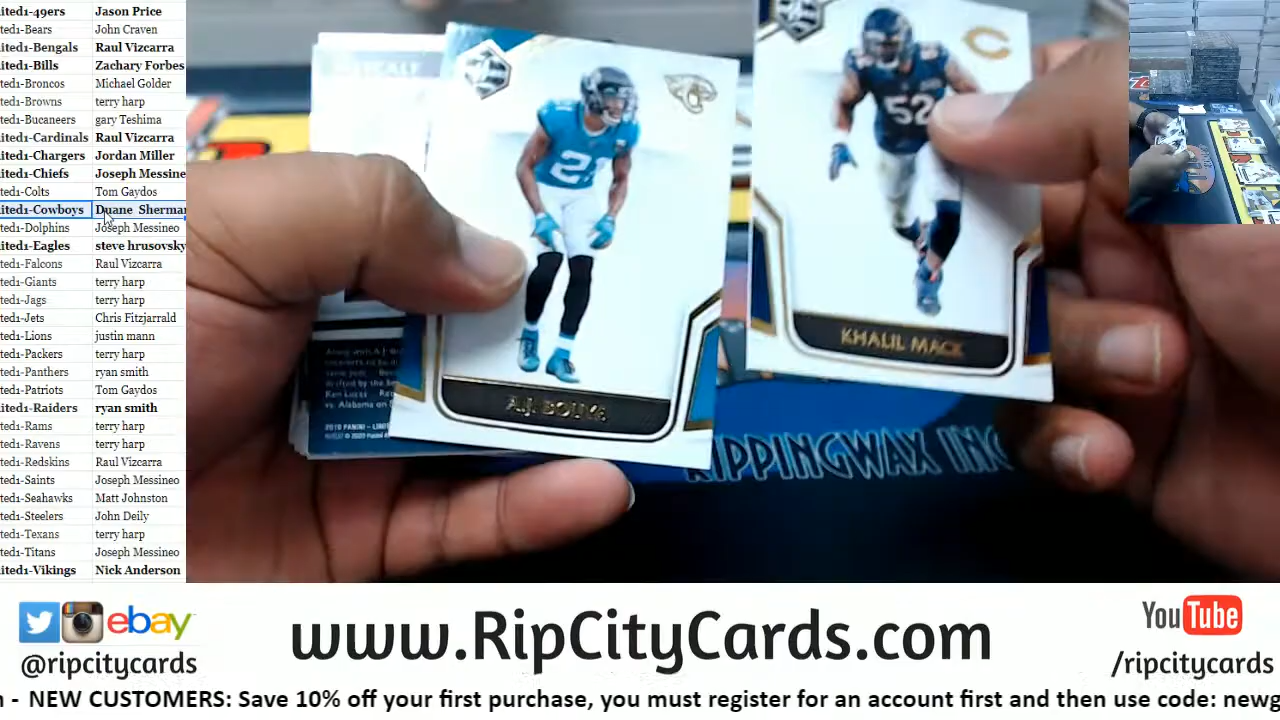 ited1-49ers Jason Price
ted1-Bears John Craven
ited1-Bengals Raul Vizcarra
ited1-Bills Zachary Forbes
ted1-Broncos Michael Golder
ted1-Browns terry harp
ted1-Bucaneers gary Teshima
ited1-Cardinals Raul Vizcarra
ited1-Chargers Jordan Miller
ited1-Chiefs Joseph Messine
ted1-Colts Tom Gaydos
ited1-Cowboys Duane Sherman
ted1-Dolphins Joseph Messineo
ited1-Eagles steve hrusovsky
ted1-Falcons Raul Vizcarra
ted1-Giants terry harp
ted1-Jags terry harp
ted1-Jets Chris Fitzjarrald
ted1-Lions justin mann
ted1-Packers terry harp
ted1-Panthers ryan smith
ted1-Patriots Tom Gaydos
ited1-Raiders ryan smith
ted1-Rams terry harp
ted1-Ravens terry harp
ted1-Redskins Raul Vizcarra
ted1-Saints Joseph Messineo
ted1-Seahawks Matt Johnston
ted1-Steelers John Deily
ted1-Texans terry harp
ted1-Titans Joseph Messineo
ited1-Vikings Nick Anderson
21
A.J. BOUYE
52
C
KHALIL MACK
RIPPINGWAX INC
ebay
@ripcitycards
www.RipCityCards.com
YouTube
/ripcitycards
n - NEW CUSTOMERS: Save 10% off your first purchase, you must register for an account first and then use code: newg